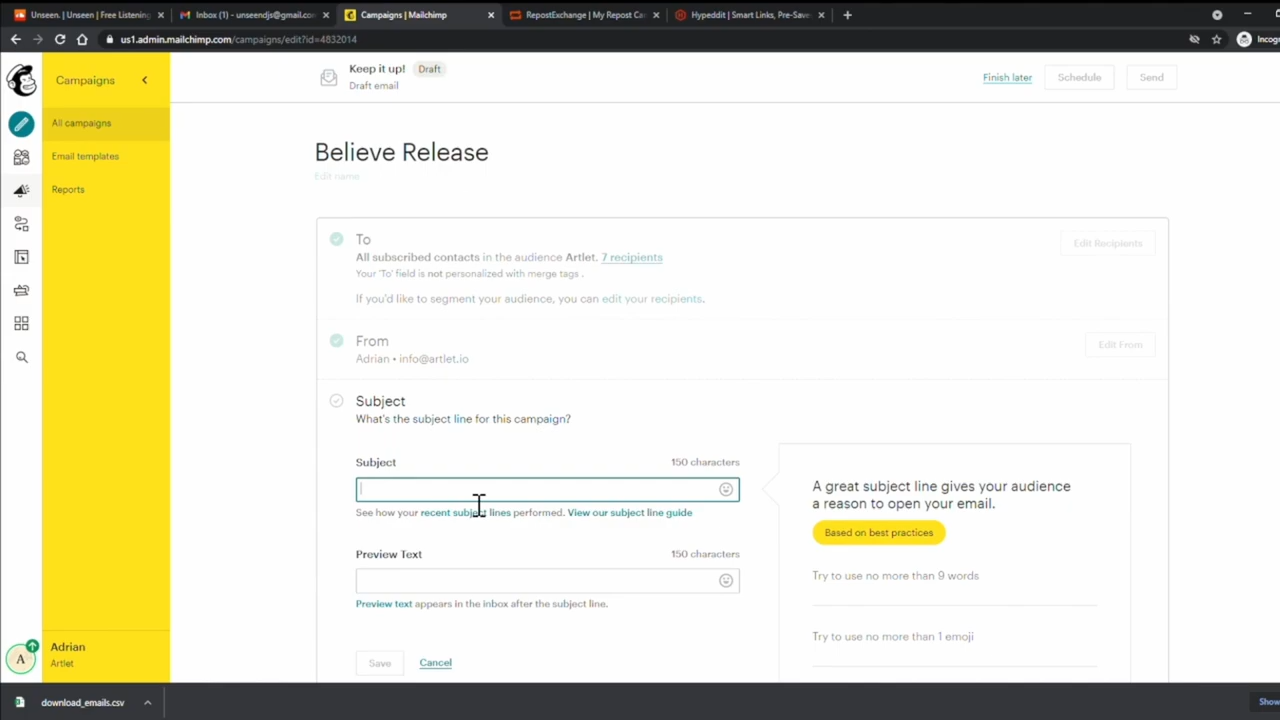 Unseen. | Unseen | Free Listening
Inbox (1) - unseendjs@gmail.co
Campaigns | Mailchimp
RepostExchange | My Repost Ca
Hypeddit | Smart Links, Pre-Save
us1.admin.mailchimp.com/campaigns/edit?id=4832014
Incog
Campaigns
All campaigns
Email templates
Reports
Keep it up! Draft
Draft email
Finish later
Schedule
Send
Believe Release
Edit name
To
All subscribed contacts in the audience Artlet. 7 recipients
Your 'To' field is not personalized with merge tags .
If you'd like to segment your audience, you can edit your recipients.
Edit Recipients
From
Adrian • info@artlet.io
Edit From
Subject
What's the subject line for this campaign?
Subject 150 characters
See how your recent subject lines performed. View our subject line guide
Preview Text 150 characters
Preview text appears in the inbox after the subject line.
Save Cancel
A great subject line gives your audience
a reason to open your email.
Based on best practices
Try to use no more than 9 words
Try to use no more than 1 emoji
A
Adrian
Artlet
download_emails.csv
Show